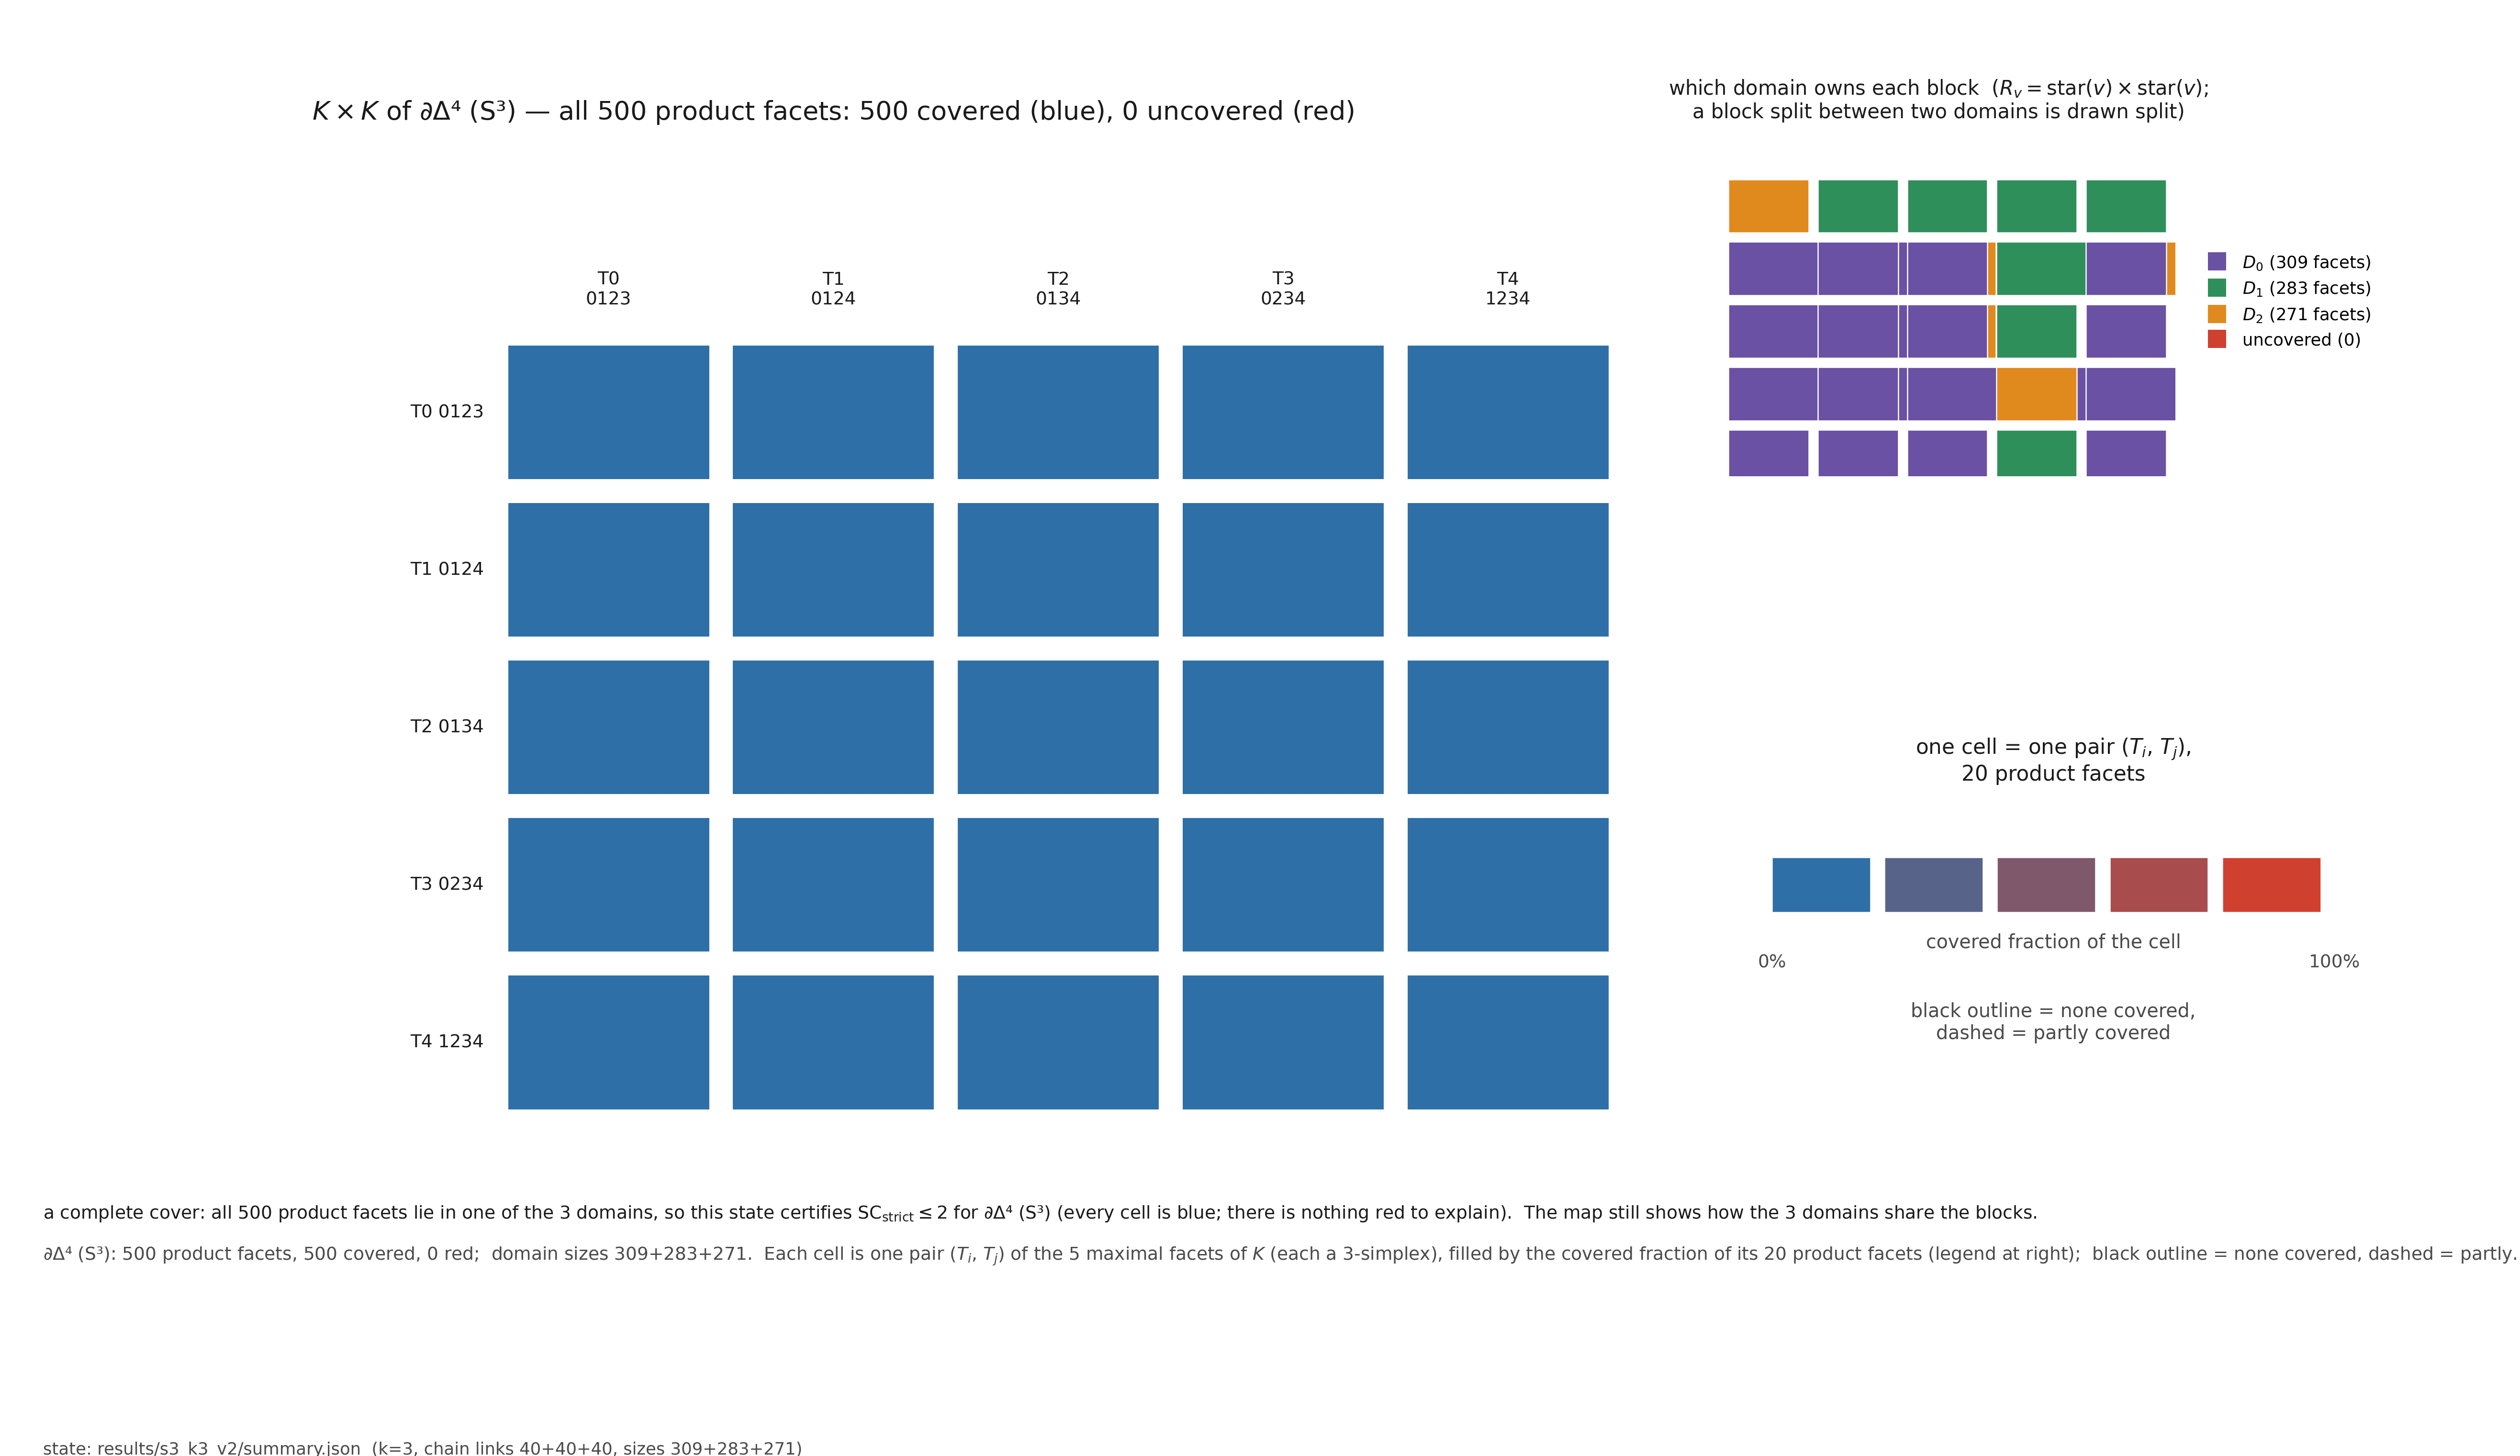 K × K of ∂Δ⁴ (S³) — all 500 product facets: 500 covered (blue), 0 uncovered (red)
which domain owns each block (Rᵥ = star(v) × star(v);
a block split between two domains is drawn split)
D₀ (309 facets)
D₁ (283 facets)
D₂ (271 facets)
uncovered (0)
T0 T1 T2 T3 T4
0123 0124 0134 0234 1234
T0 0123
T1 0124
T2 0134
T3 0234
T4 1234
one cell = one pair (Tᵢ, Tⱼ),
20 product facets
covered fraction of the cell
0% 100%
black outline = none covered,
dashed = partly covered
a complete cover: all 500 product facets lie in one of the 3 domains, so this state certifies SCstrict ≤ 2 for ∂Δ⁴ (S³) (every cell is blue; there is nothing red to explain). The map still shows how the 3 domains share the blocks.
∂Δ⁴ (S³): 500 product facets, 500 covered, 0 red; domain sizes 309+283+271. Each cell is one pair (Tᵢ, Tⱼ) of the 5 maximal facets of K (each a 3-simplex), filled by the covered fraction of its 20 product facets (legend at right); black outline = none covered, dashed = partly.
state: results/s3_k3_v2/summary.json (k=3, chain links 40+40+40, sizes 309+283+271)